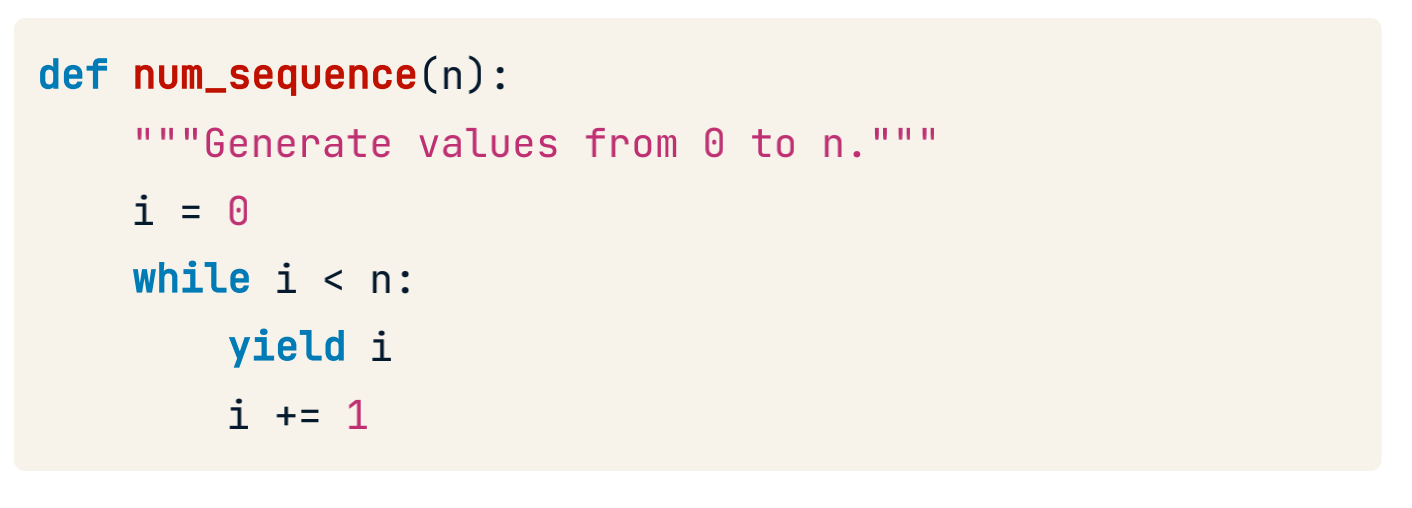 def num_sequence(n):
    """Generate values from 0 to n."""
    i = 0
    while i < n:
        yield i
        i += 1